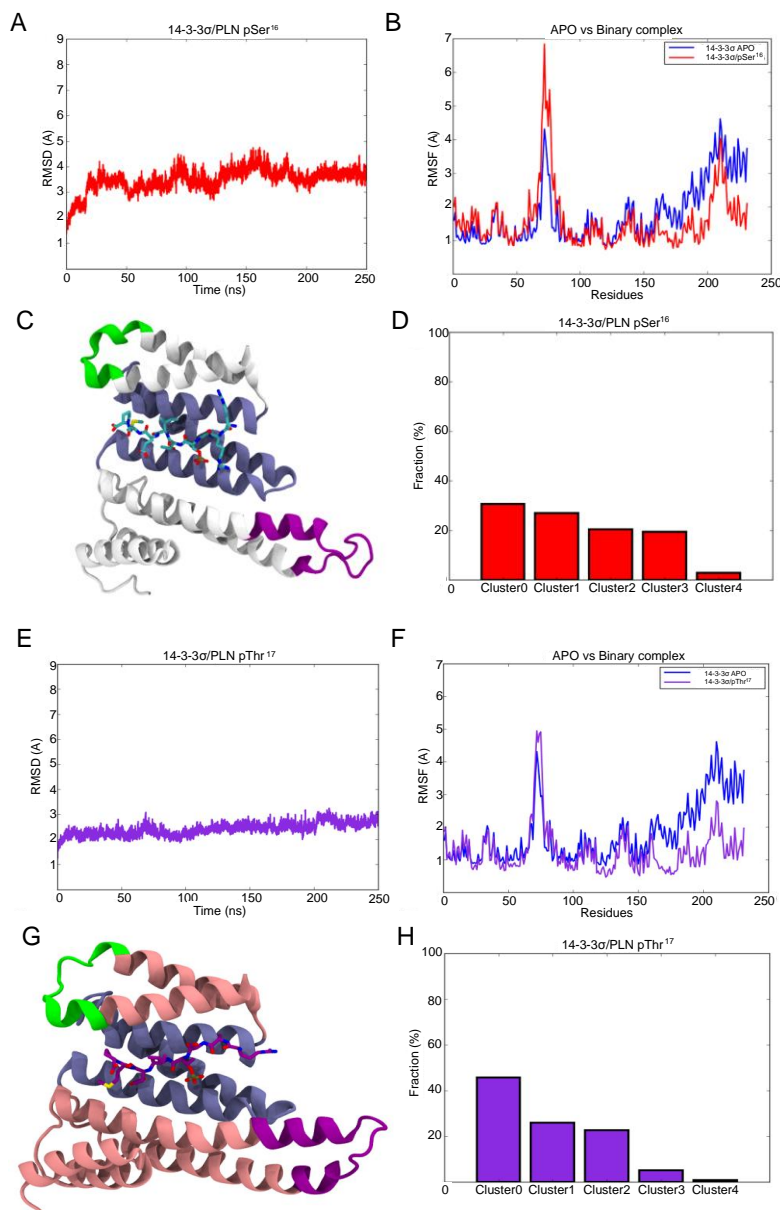 A
14-3-3σ/PLN pSer¹⁶
9
8
7
6
5
4
3
2
1
RMSD (A)
0 50 100 150 200 250
Time (ns)
B
APO vs Binary complex
14-3-3σ APO
14-3-3σ/pSer¹⁶
7
6
5
4
3
2
1
RMSF (A)
0 50 100 150 200 250
Residues
C
D
14-3-3σ/PLN pSer¹⁶
100
80
60
40
20
Fraction (%)
0 Cluster0 Cluster1 Cluster2 Cluster3 Cluster4
E
14-3-3σ/PLN pThr¹⁷
9
8
7
6
5
4
3
2
1
RMSD (A)
0 50 100 150 200 250
Time (ns)
F
APO vs Binary complex
14-3-3σ APO
14-3-3σ/pThr¹⁷
7
6
5
4
3
2
1
RMSF (A)
0 50 100 150 200 250
Residues
G
H
14-3-3σ/PLN pThr¹⁷
100
80
60
40
20
Fraction (%)
0 Cluster0 Cluster1 Cluster2 Cluster3 Cluster4